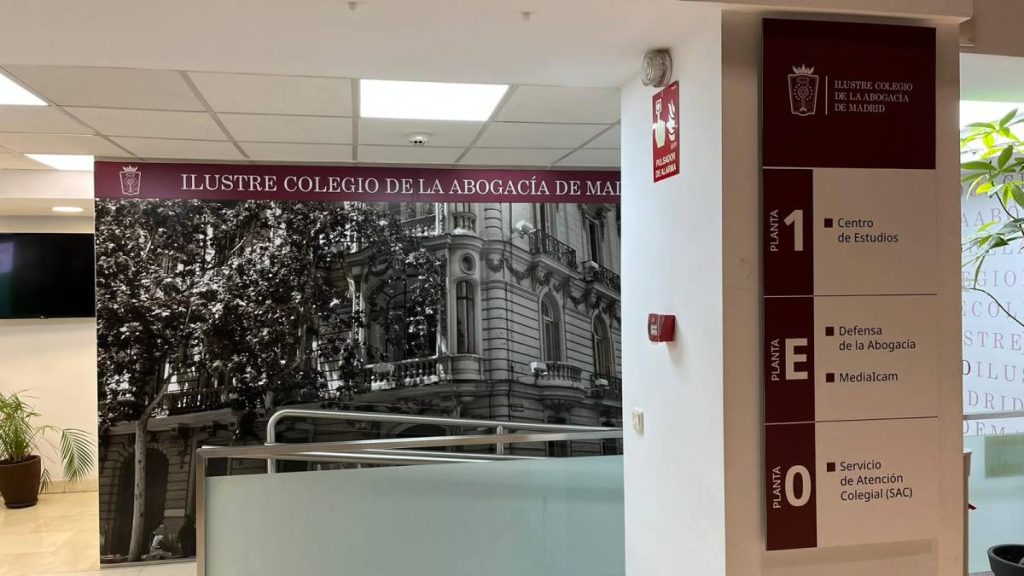 ILUSTRE COLEGIO DE LA ABOGACÍA DE MAD
PULSADOR
DE ALARMA
ILUSTRE COLEGIO
DE LA ABOGACÍA
DE MADRID
PLANTA 1
Centro
de Estudios
PLANTA E
Defensa
de la Abogacía
MediaIcam
PLANTA 0
Servicio
de Atención
Colegial (SAC)